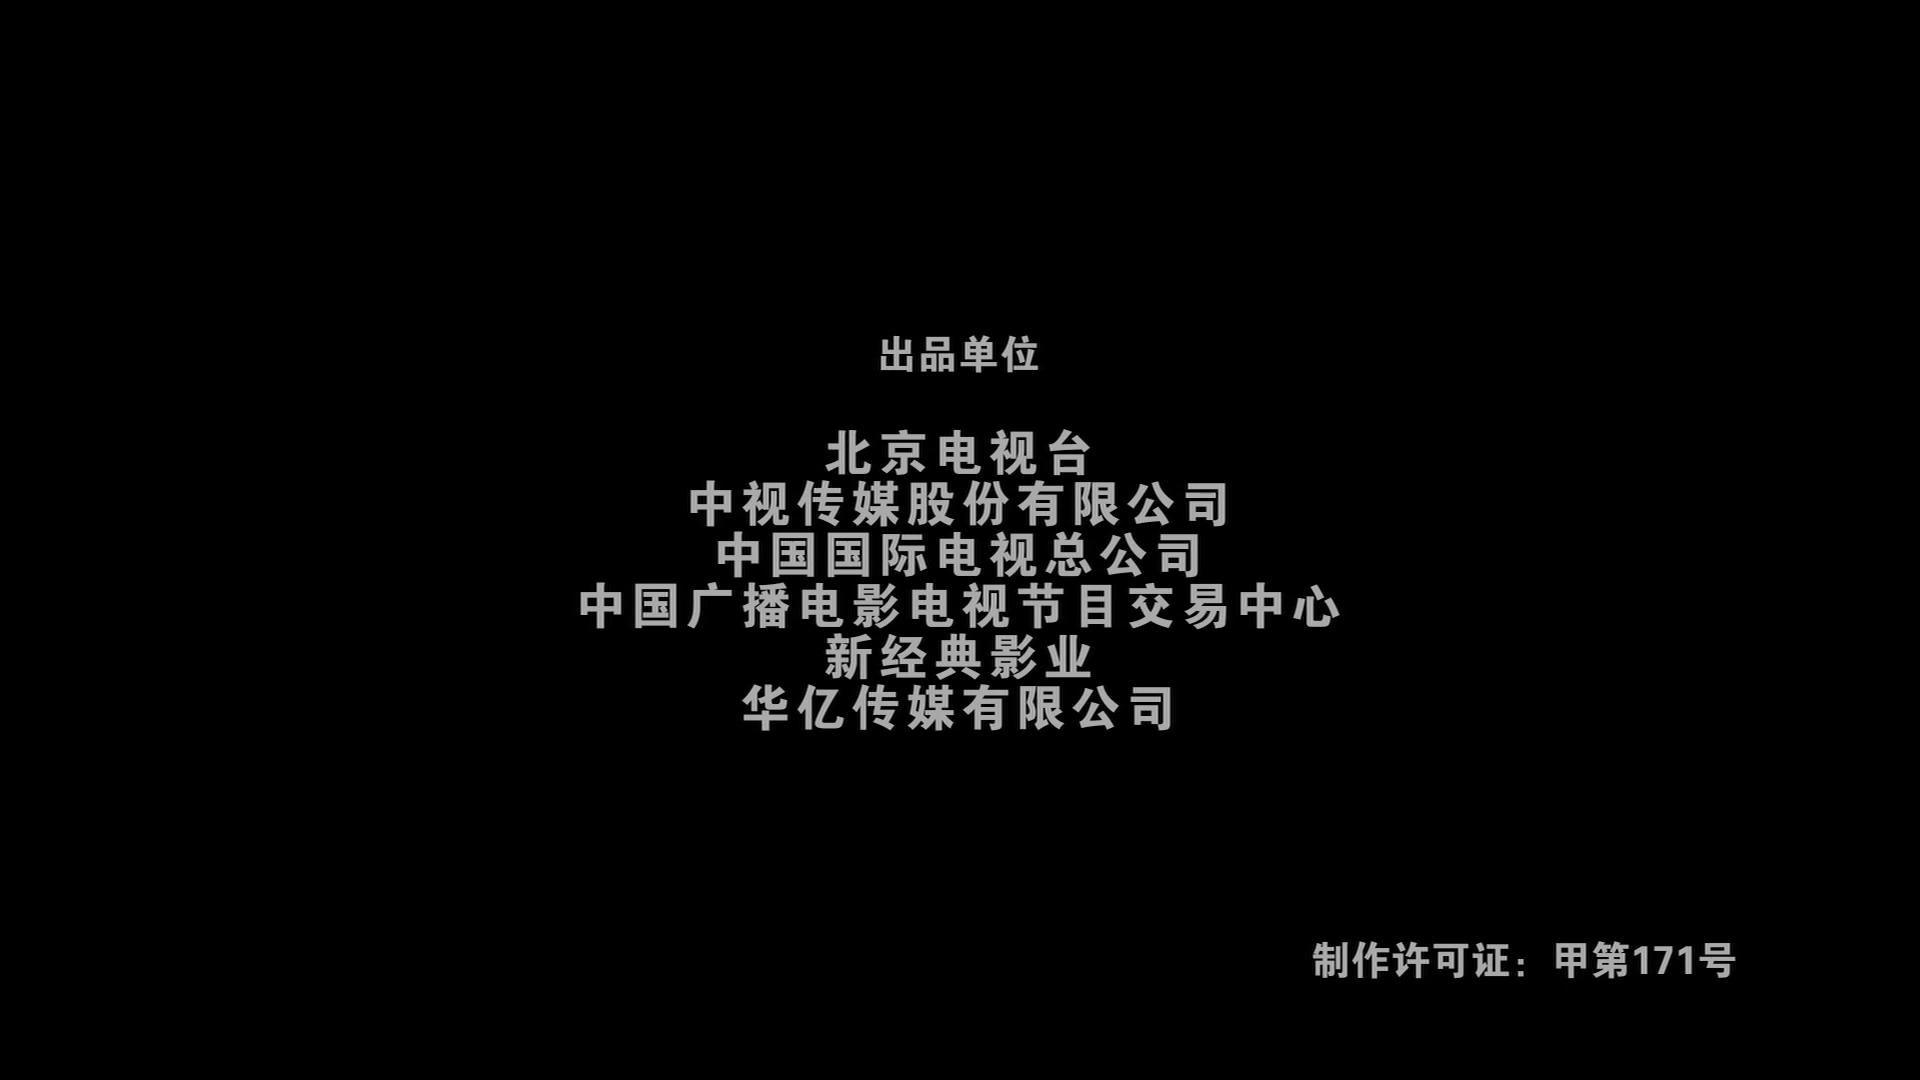 出品单位
北京电视台
中视传媒股份有限公司
中国国际电视总公司
中国广播电影电视节目交易中心
新经典影业
华亿传媒有限公司
制作许可证：甲第171号